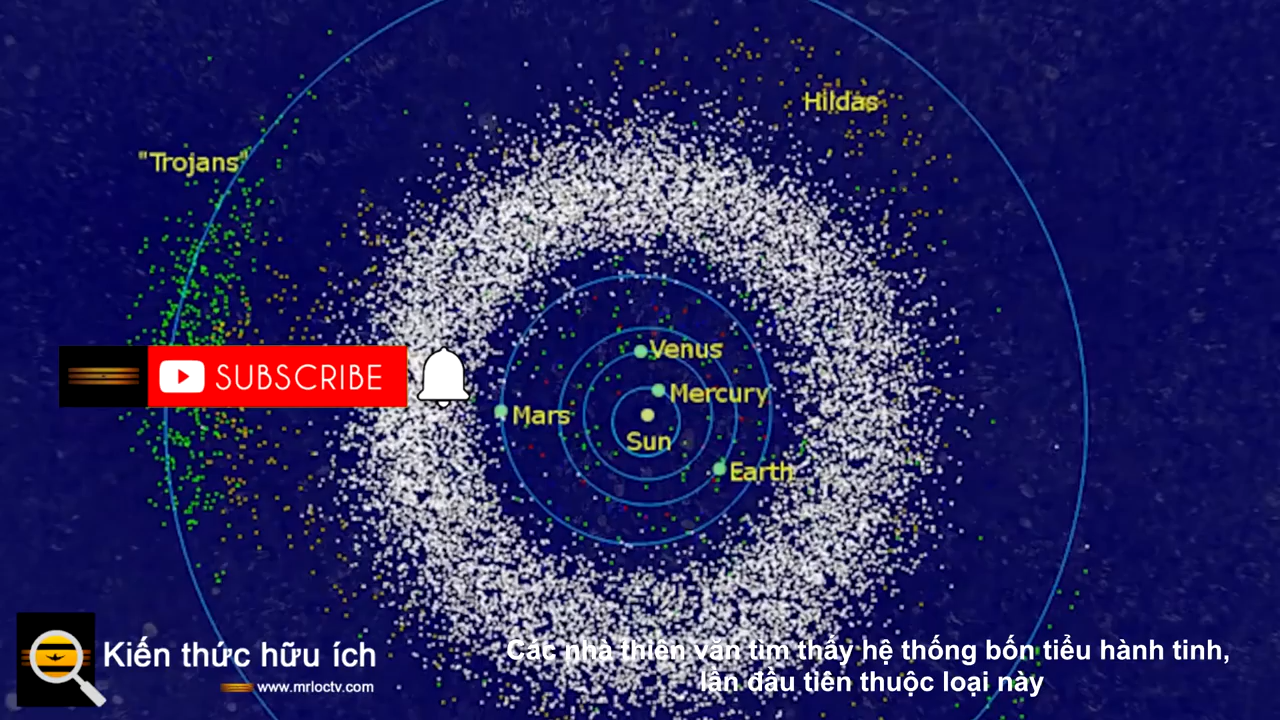 Hildas
"Trojans"
Venus
SUBSCRIBE
Mercury
Mars
Sun
Earth
Kiến thức hữu ích
www.mrloctv.com
Các nhà thiên văn tìm thấy hệ thống bốn tiểu hành tinh,
lần đầu tiên thuộc loại này